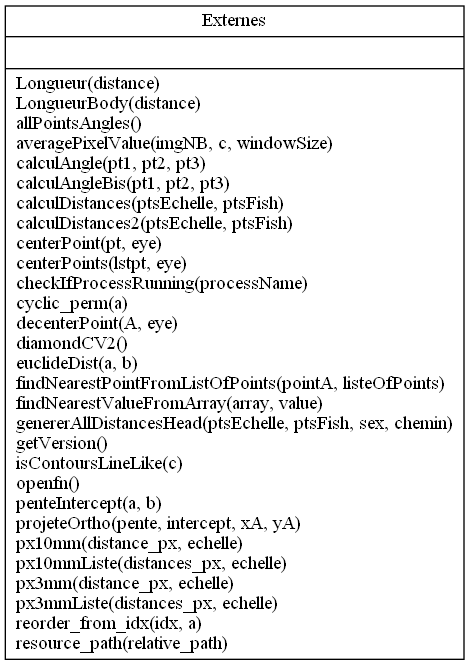 Externes
Longueur(distance)
LongueurBody(distance)
allPointsAngles()
averagePixelValue(imgNB, c, windowSize)
calculAngle(pt1, pt2, pt3)
calculAngleBis(pt1, pt2, pt3)
calculDistances(ptsEchelle, ptsFish)
calculDistances2(ptsEchelle, ptsFish)
centerPoint(pt, eye)
centerPoints(lstpt, eye)
checkIfProcessRunning(processName)
cyclic_perm(a)
decenterPoint(A, eye)
diamondCV2()
euclideDist(a, b)
findNearestPointFromListOfPoints(pointA, listeOfPoints)
findNearestValueFromArray(array, value)
genererAllDistancesHead(ptsEchelle, ptsFish, sex, chemin)
getVersion()
isContoursLineLike(c)
openfn()
penteIntercept(a, b)
projeteOrtho(pente, intercept, xA, yA)
px10mm(distance_px, echelle)
px10mmListe(distances_px, echelle)
px3mm(distance_px, echelle)
px3mmListe(distances_px, echelle)
reorder_from_idx(idx, a)
resource_path(relative_path)